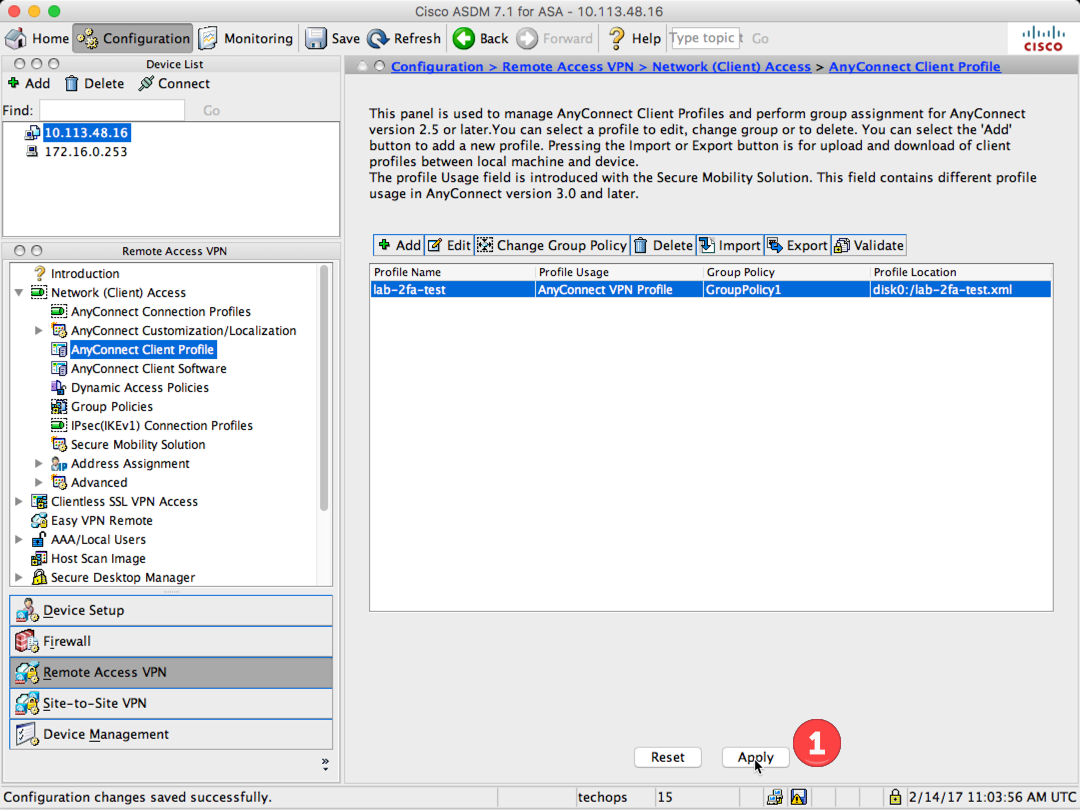 Cisco ASDM 7.1 for ASA - 10.113.48.16
Home Configuration Monitoring Save Refresh Back Forward Help Type topic Go
CISCO
Device List
Add Delete Connect
Find: Go
10.113.48.16
172.16.0.253
Remote Access VPN
Introduction
Network (Client) Access
AnyConnect Connection Profiles
AnyConnect Customization/Localization
AnyConnect Client Profile
AnyConnect Client Software
Dynamic Access Policies
Group Policies
IPsec(IKEv1) Connection Profiles
Secure Mobility Solution
Address Assignment
Advanced
Clientless SSL VPN Access
Easy VPN Remote
AAA/Local Users
Host Scan Image
Secure Desktop Manager
Device Setup
Firewall
Remote Access VPN
Site-to-Site VPN
Device Management
Configuration > Remote Access VPN > Network (Client) Access > AnyConnect Client Profile
This panel is used to manage AnyConnect Client Profiles and perform group assignment for AnyConnect
version 2.5 or later.You can select a profile to edit, change group or to delete. You can select the 'Add'
button to add a new profile. Pressing the Import or Export button is for upload and download of client
profiles between local machine and device.
The profile Usage field is introduced with the Secure Mobility Solution. This field contains different profile
usage in AnyConnect version 3.0 and later.
Add Edit Change Group Policy Delete Import Export Validate
Profile Name Profile Usage Group Policy Profile Location
lab-2fa-test AnyConnect VPN Profile GroupPolicy1 disk0:/lab-2fa-test.xml
Reset Apply 1
Configuration changes saved successfully. techops 15 2/14/17 11:03:56 AM UTC